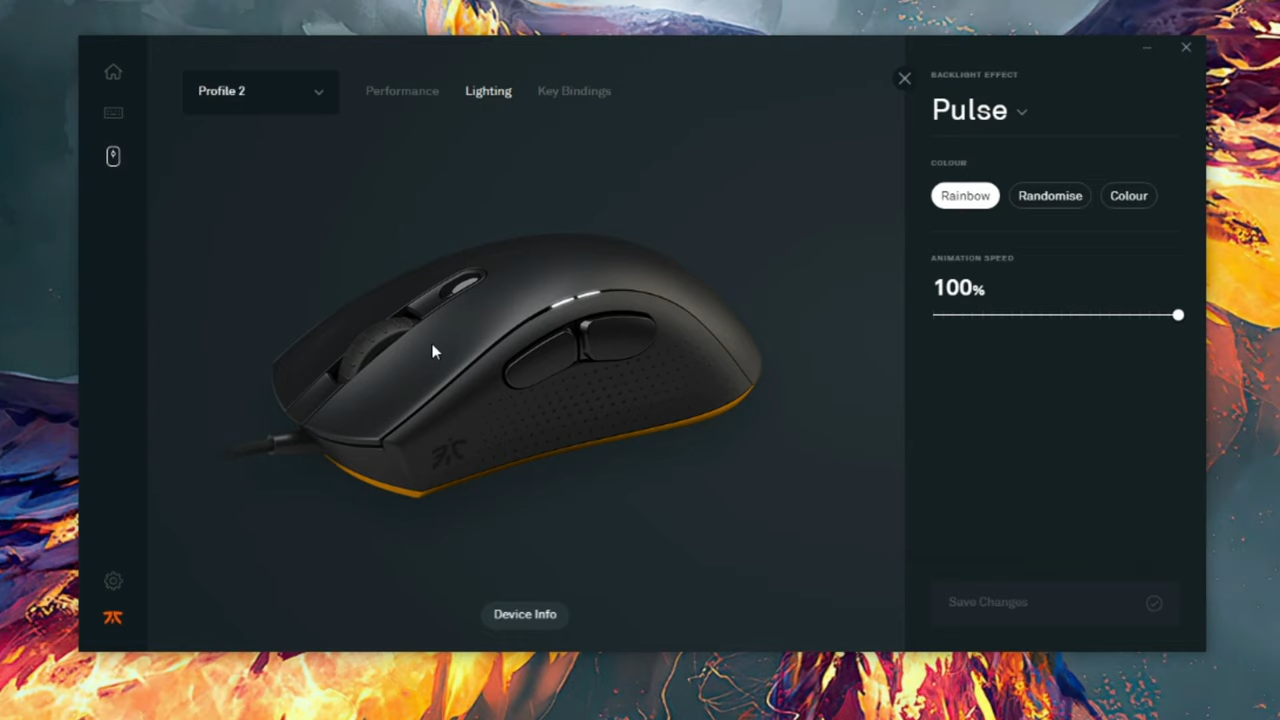 Profile 2
Performance
Lighting
Key Bindings
BACKLIGHT EFFECT
Pulse
COLOUR
Rainbow
Randomise
Colour
ANIMATION SPEED
100%
Device Info
Save Changes